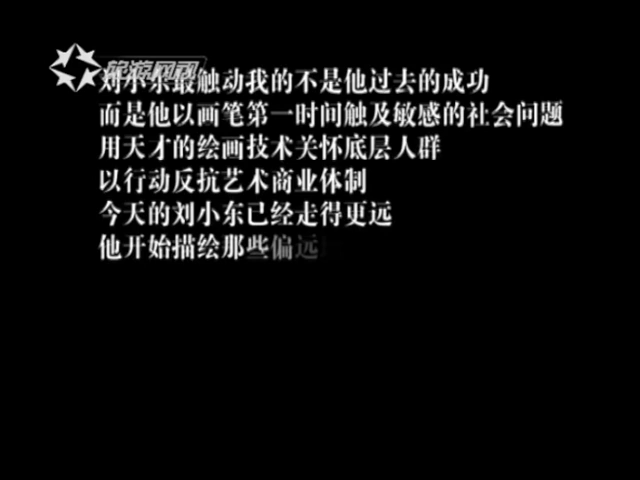 旅游网视
刘小东最触动我的不是他过去的成功
而是他以画笔第一时间触及敏感的社会问题
用天才的绘画技术关怀底层人群
以行动反抗艺术商业体制
今天的刘小东已经走得更远
他开始描绘那些偏远